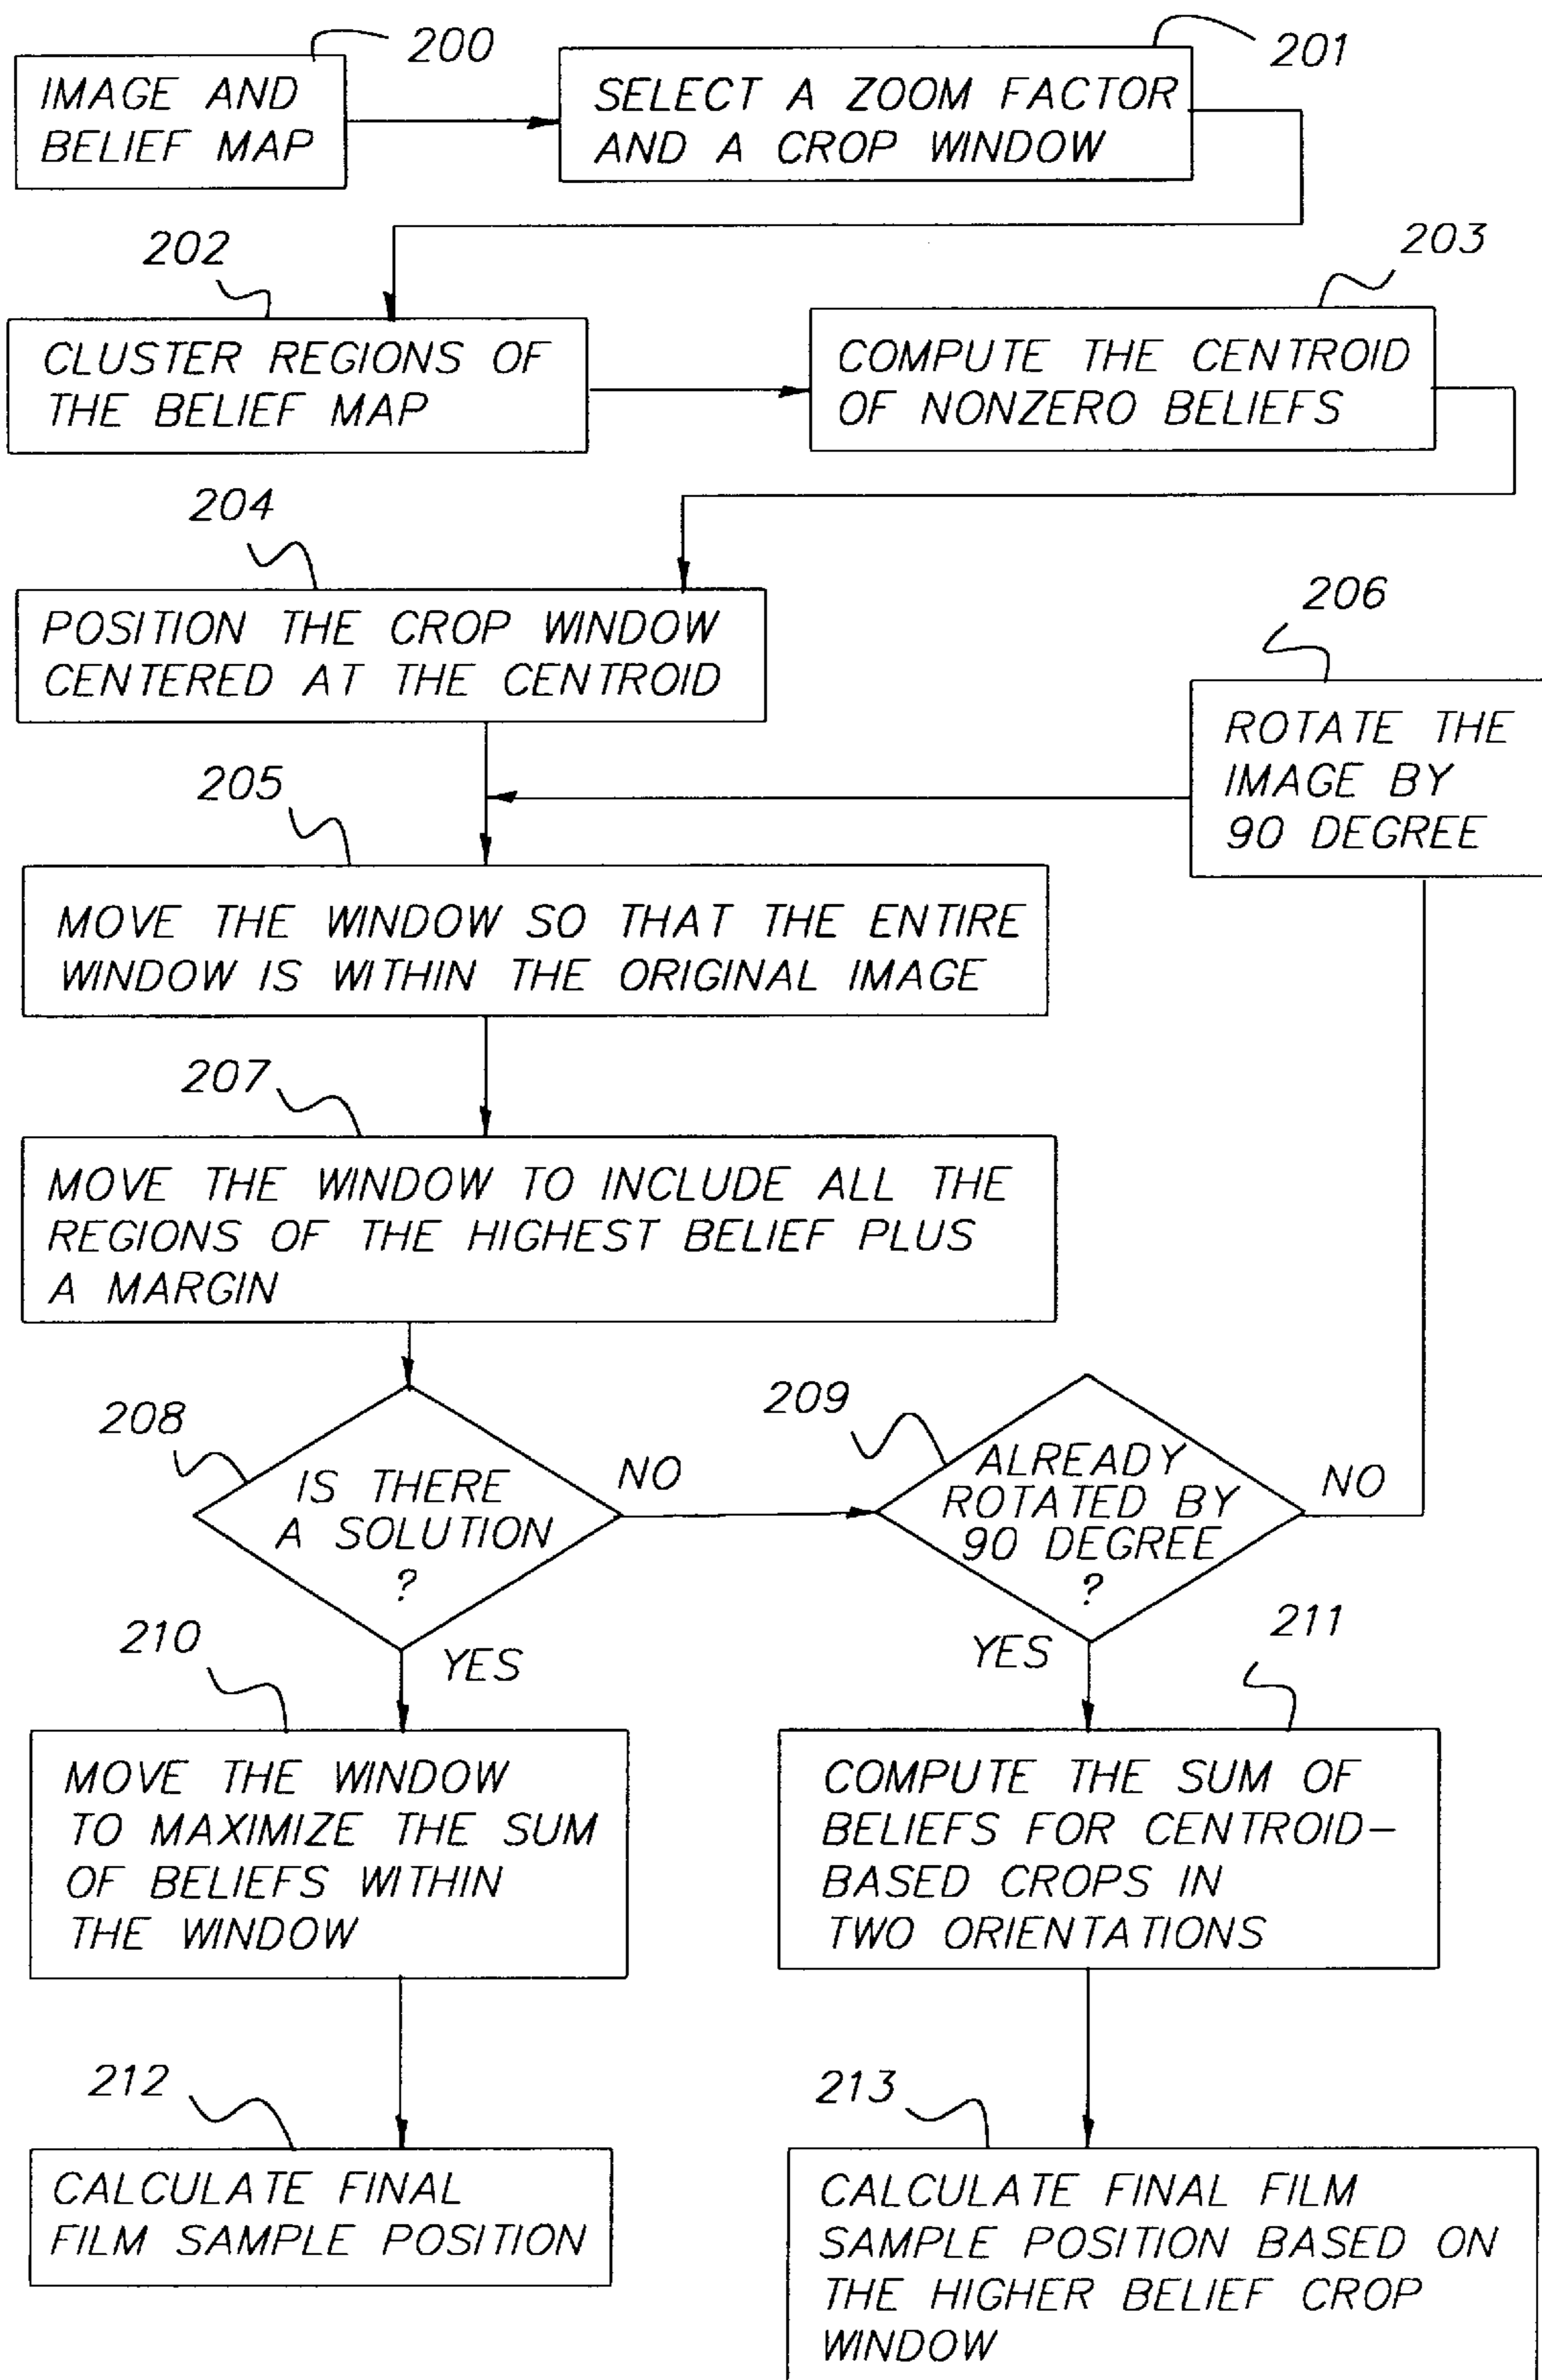 200
IMAGE AND
BELIEF MAP
201
SELECT A ZOOM FACTOR
AND A CROP WINDOW
202
CLUSTER REGIONS OF
THE BELIEF MAP
203
COMPUTE THE CENTROID
OF NONZERO BELIEFS
204
POSITION THE CROP WINDOW
CENTERED AT THE CENTROID
206
ROTATE THE
IMAGE BY
90 DEGREE
205
MOVE THE WINDOW SO THAT THE ENTIRE
WINDOW IS WITHIN THE ORIGINAL IMAGE
207
MOVE THE WINDOW TO INCLUDE ALL THE
REGIONS OF THE HIGHEST BELIEF PLUS
A MARGIN
208
IS THERE
A SOLUTION
?
NO
YES
209
ALREADY
ROTATED BY
90 DEGREE
?
NO
YES
210
MOVE THE WINDOW
TO MAXIMIZE THE SUM
OF BELIEFS WITHIN
THE WINDOW
211
COMPUTE THE SUM OF
BELIEFS FOR CENTROID-
BASED CROPS IN
TWO ORIENTATIONS
212
CALCULATE FINAL
FILM SAMPLE POSITION
213
CALCULATE FINAL FILM
SAMPLE POSITION BASED ON
THE HIGHER BELIEF CROP
WINDOW